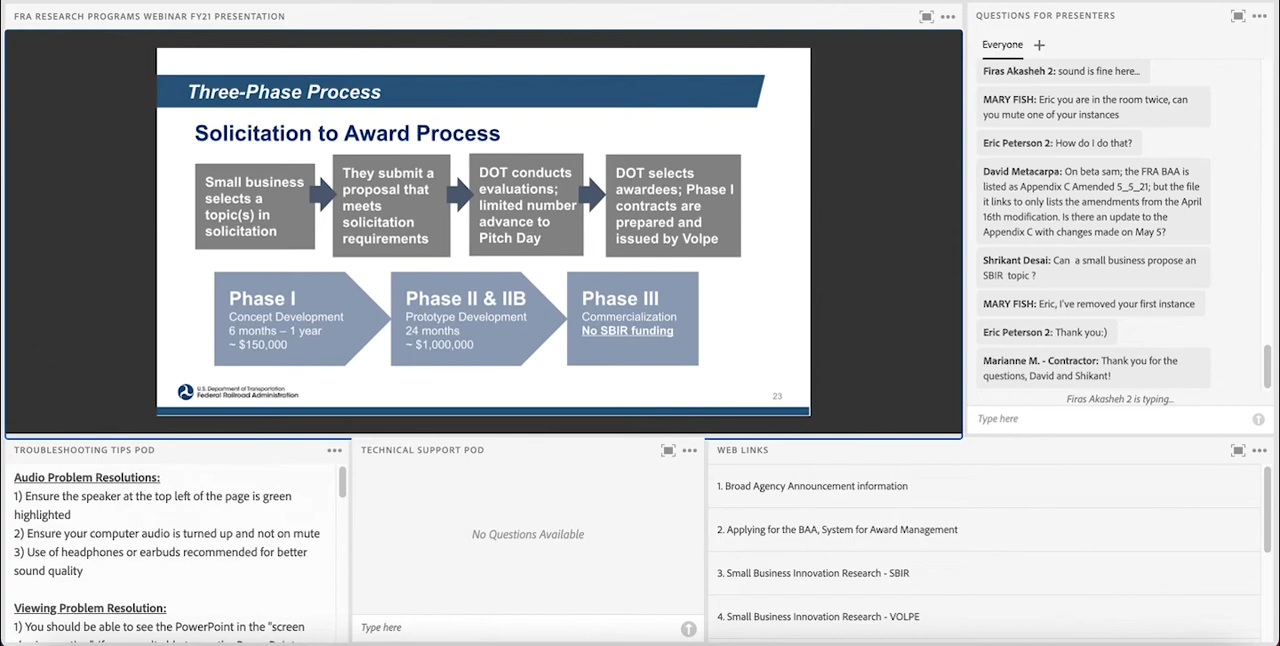 FRA RESEARCH PROGRAMS WEBINAR FY21 PRESENTATION
Three-Phase Process
Solicitation to Award Process
Small business
selects a
topic(s) in
solicitation
They submit a
proposal that
meets
solicitation
requirements
DOT conducts
evaluations;
limited number
advance to
Pitch Day
DOT selects
awardees; Phase I
contracts are
prepared and
issued by Volpe
Phase I
Concept Development
6 months – 1 year
~ $150,000
Phase II & IIB
Prototype Development
24 months
~ $1,000,000
Phase III
Commercialization
No SBIR funding
U.S. Department of Transportation
Federal Railroad Administration
23
QUESTIONS FOR PRESENTERS
Everyone
Firas Akasheh 2: sound is fine here...
MARY FISH: Eric you are in the room twice, can
you mute one of your instances
Eric Peterson 2: How do I do that?
David Metacarpa: On beta sam; the FRA BAA is
listed as Appendix C Amended 5_5_21; but the file
it links to only lists the amendments from the April
16th modification. Is there an update to the
Appendix C with changes made on May 5?
Shrikant Desai: Can a small business propose an
SBIR topic ?
MARY FISH: Eric, I've removed your first instance
Eric Peterson 2: Thank you:)
Marianne M. - Contractor: Thank you for the
questions, David and Shikant!
Firas Akasheh 2 is typing...
Type here
TROUBLESHOOTING TIPS POD
Audio Problem Resolutions:
1) Ensure the speaker at the top left of the page is green
highlighted
2) Ensure your computer audio is turned up and not on mute
3) Use of headphones or earbuds recommended for better
sound quality
Viewing Problem Resolution:
1) You should be able to see the PowerPoint in the "screen
TECHNICAL SUPPORT POD
No Questions Available
Type here
WEB LINKS
1. Broad Agency Announcement information
2. Applying for the BAA, System for Award Management
3. Small Business Innovation Research - SBIR
4. Small Business Innovation Research - VOLPE